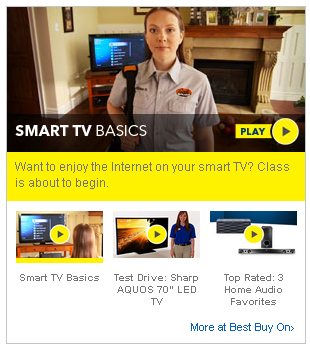 SMART TV BASICS
PLAY
Want to enjoy the Internet on your smart TV? Class
is about to begin.
Smart TV Basics
Test Drive: Sharp
AQUOS 70" LED
TV
Top Rated: 3
Home Audio
Favorites
More at Best Buy On›